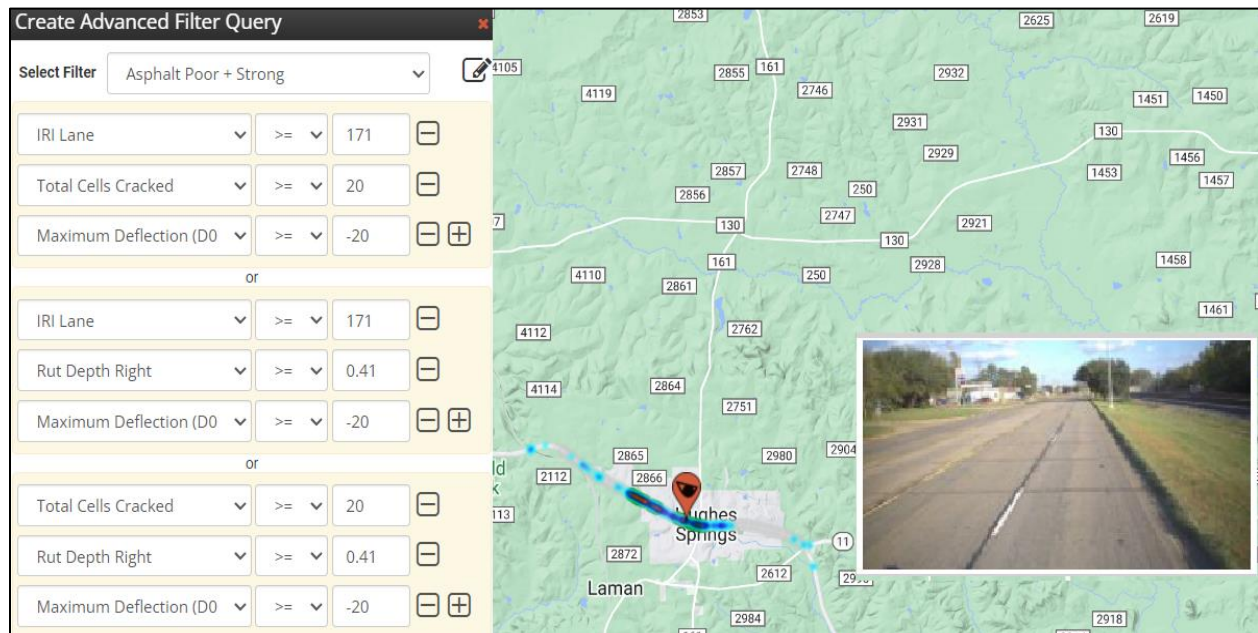 Create Advanced Filter Query
Select Filter
Asphalt Poor + Strong
IRI Lane >= 171
Total Cells Cracked >= 20
Maximum Deflection (D0 >= -20
or
IRI Lane >= 171
Rut Depth Right >= 0.41
Maximum Deflection (D0 >= -20
or
Total Cells Cracked >= 20
Rut Depth Right >= 0.41
Maximum Deflection (D0 >= -20
2853
2625
2619
4105
161
2855
2932
4119
2746
1451
1450
2931
130
2929
1456
2857
2748
1453
1457
2856
250
2747
2921
130
130
161
2928
1458
4110
250
2861
1461
4112
2762
4114
2864
2751
2865
2980
2904
2112
2866
Hughes
Springs
113
11
2872
2612
Laman
2984
2918